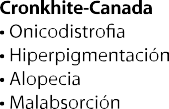 Cronkhite-Canada
• Onicodistrofia
• Hiperpigmentación
• Alopecia
• Malabsorción